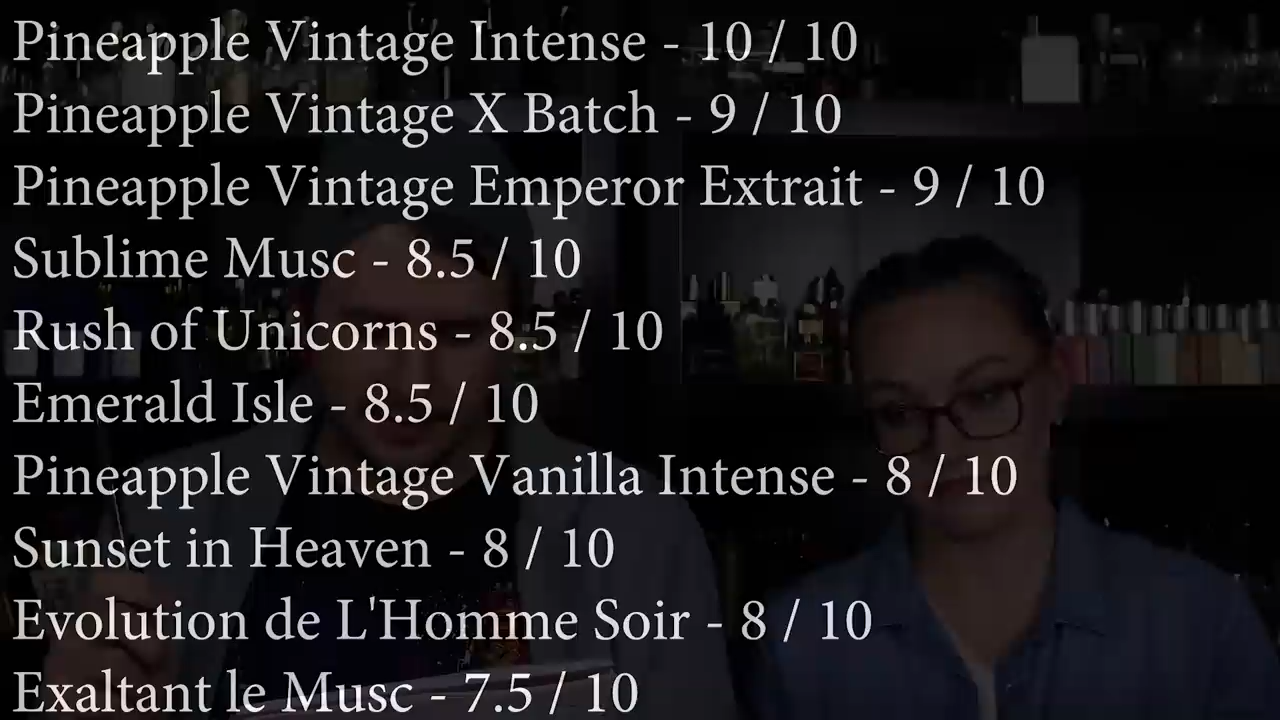 Pineapple Vintage Intense - 10 / 10
Pineapple Vintage X Batch - 9 / 10
Pineapple Vintage Emperor Extrait - 9 / 10
Sublime Musc - 8.5 / 10
Rush of Unicorns - 8.5 / 10
Emerald Isle - 8.5 / 10
Pineapple Vintage Vanilla Intense - 8 / 10
Sunset in Heaven - 8 / 10
Evolution de L'Homme Soir - 8 / 10
Exaltant le Musc - 7.5 / 10